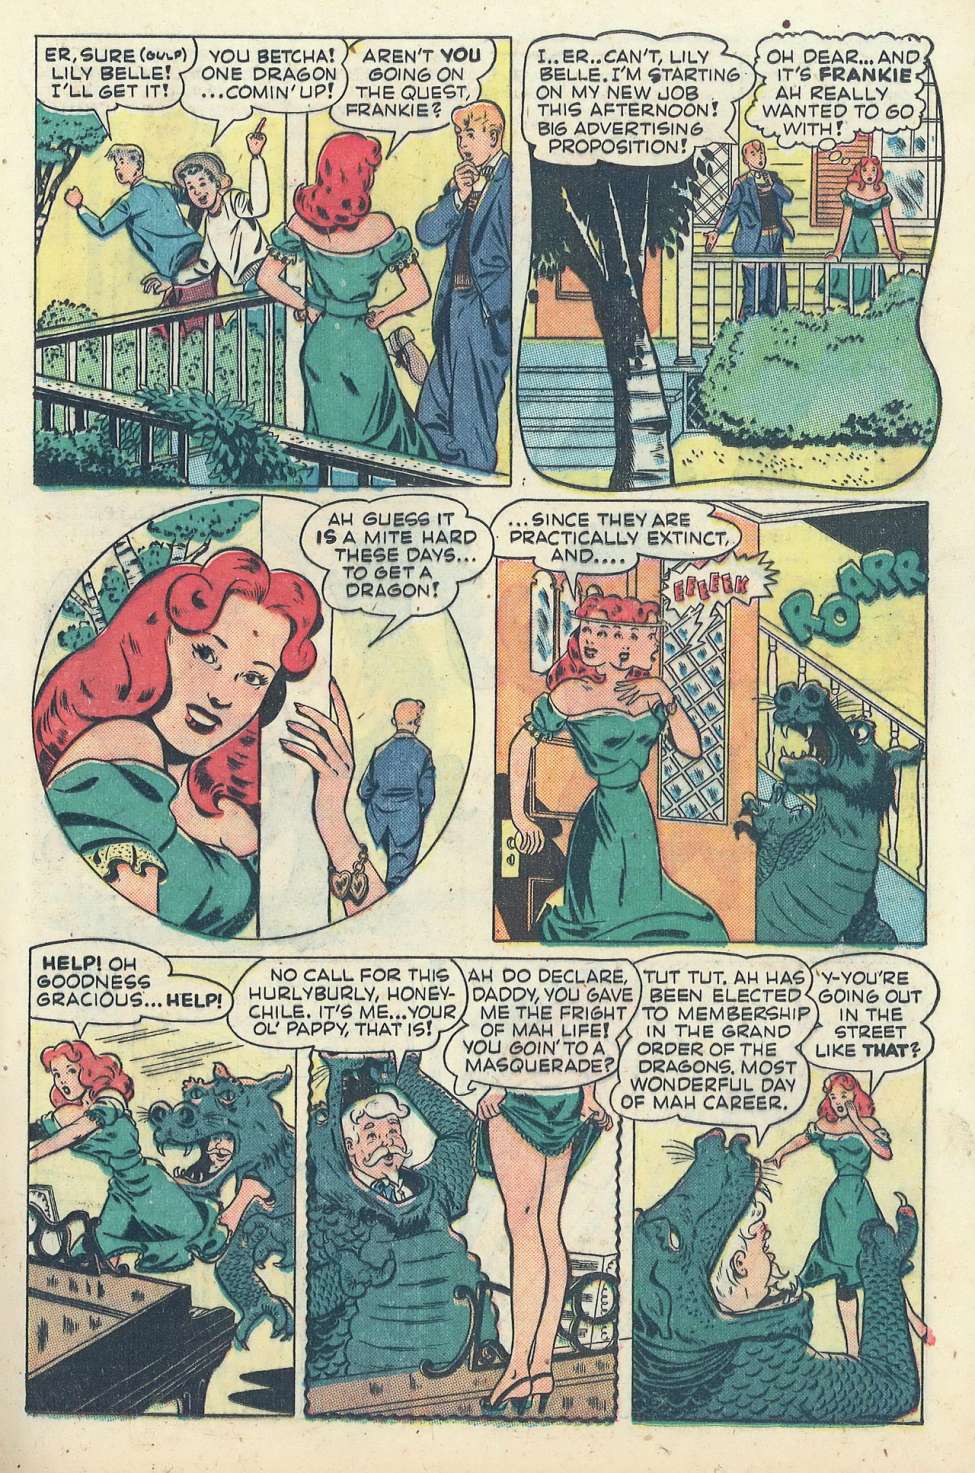 ER, SURE (GULP)
LILY BELLE!
I'LL GET IT!
YOU BETCHA!
ONE DRAGON
...COMIN' UP!
AREN'T YOU
GOING ON
THE QUEST,
FRANKIE?
I..ER..CAN'T, LILY
BELLE. I'M STARTING
ON MY NEW JOB
THIS AFTERNOON!
BIG ADVERTISING
PROPOSITION!
OH DEAR...AND
IT'S FRANKIE
AH REALLY
WANTED TO GO
WITH!
AH GUESS IT
IS A MITE HARD
THESE DAYS...
TO GET A
DRAGON!
...SINCE THEY ARE
PRACTICALLY EXTINCT,
AND....
EEEEEEK
ROARR
HELP! OH
GOODNESS
GRACIOUS...HELP!
NO CALL FOR THIS
HURLYBURLY, HONEY-
CHILE. IT'S ME...YOUR
OL' PAPPY, THAT IS!
AH DO DECLARE,
DADDY, YOU GAVE
ME THE FRIGHT
OF MAH LIFE!
YOU GOIN' TO A
MASQUERADE?
TUT TUT. AH HAS
BEEN ELECTED
TO MEMBERSHIP
IN THE GRAND
ORDER OF THE
DRAGONS. MOST
WONDERFUL DAY
OF MAH CAREER.
Y-YOU'RE
GOING OUT
IN THE
STREET
LIKE THAT?